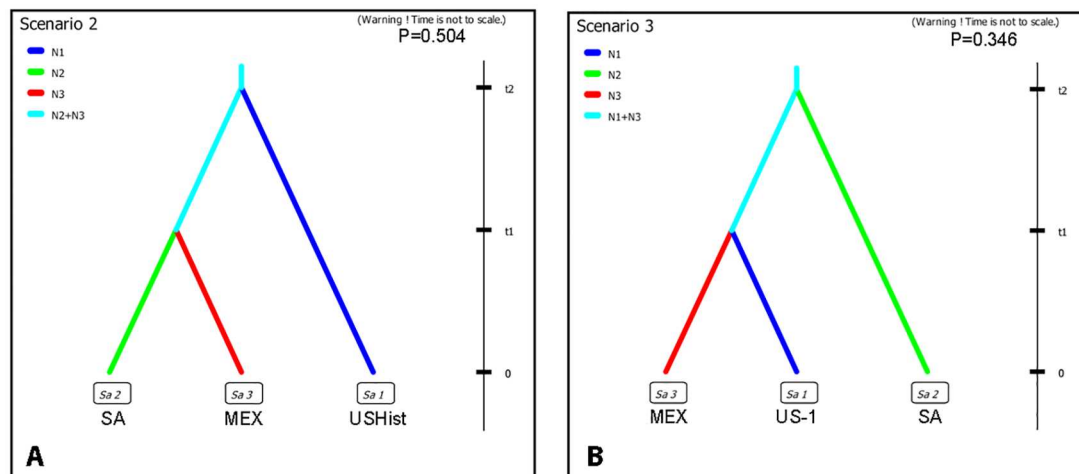 Scenario 2
(Warning ! Time is not to scale.)
P=0.504
N1
N2
N3
N2+N3
t2
t1
0
Sa 2
Sa 3
Sa 1
SA
MEX
USHist
A
Scenario 3
(Warning ! Time is not to scale.)
P=0.346
N1
N2
N3
N1+N3
t2
t1
0
Sa 3
Sa 1
Sa 2
MEX
US-1
SA
B